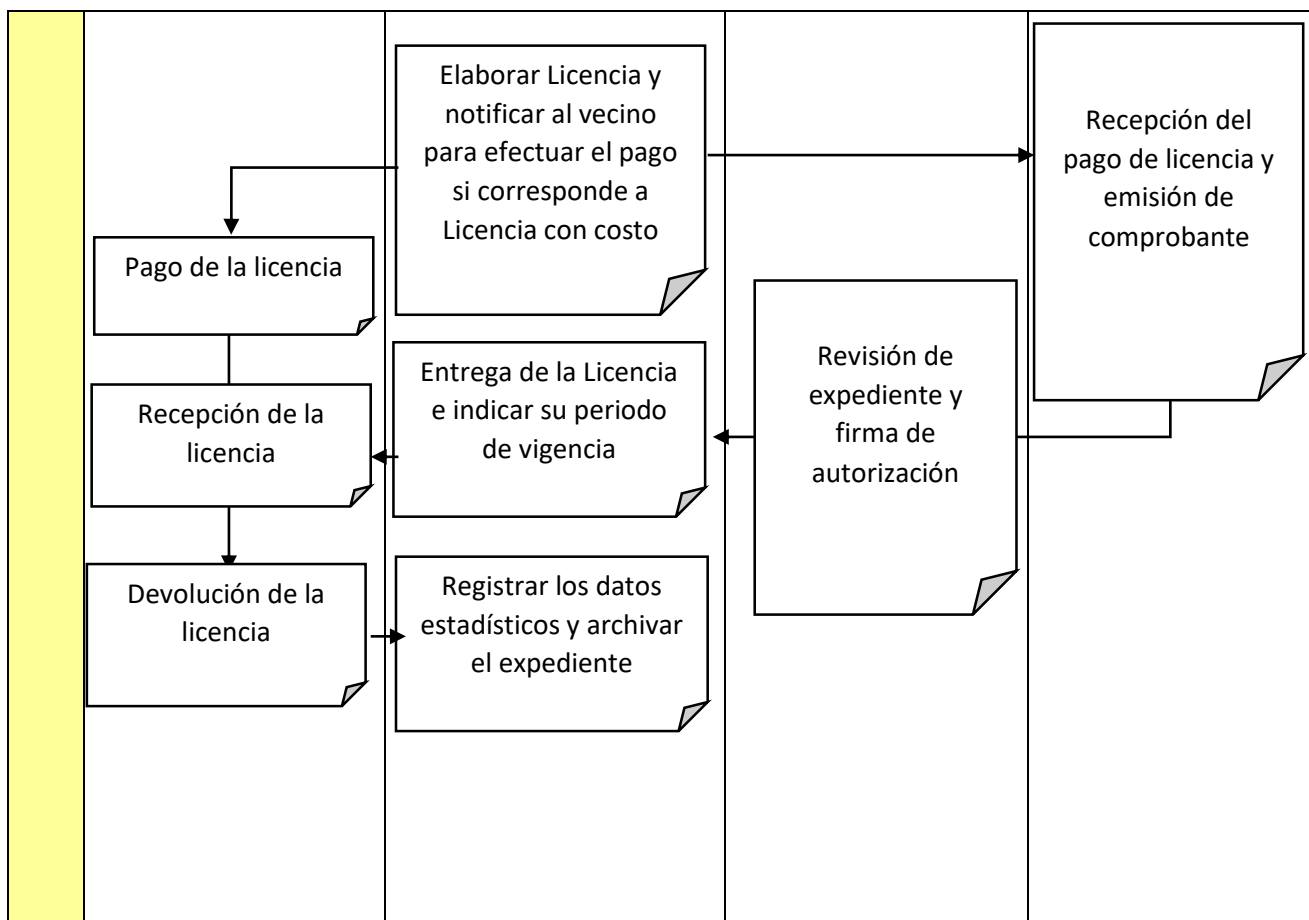 Elaborar Licencia y
notificar al vecino
para efectuar el pago
si corresponde a
Licencia con costo
Recepción del
pago de licencia y
emisión de
comprobante
Pago de la licencia
Revisión de
expediente y
firma de
autorización
Entrega de la Licencia
e indicar su periodo
de vigencia
Recepción de la
licencia
Devolución de la
licencia
Registrar los datos
estadísticos y archivar
el expediente